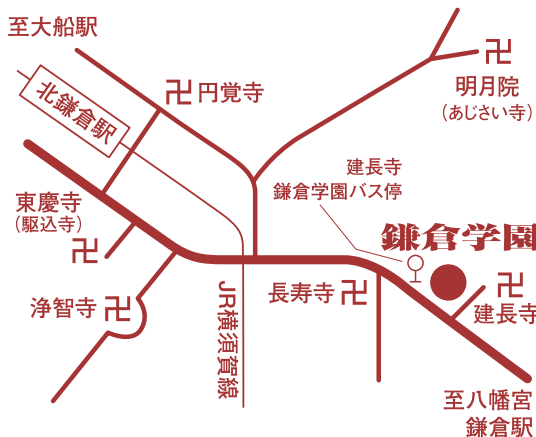 至大船駅
卍円覚寺
卍
明月院
（あじさい寺）
北鎌倉駅
建長寺
鎌倉学園バス停
東慶寺
（駆込寺）
卍
鎌倉学園
浄智寺卍
JR横須賀線
長寿寺卍
卍
建長寺
至八幡宮
鎌倉駅